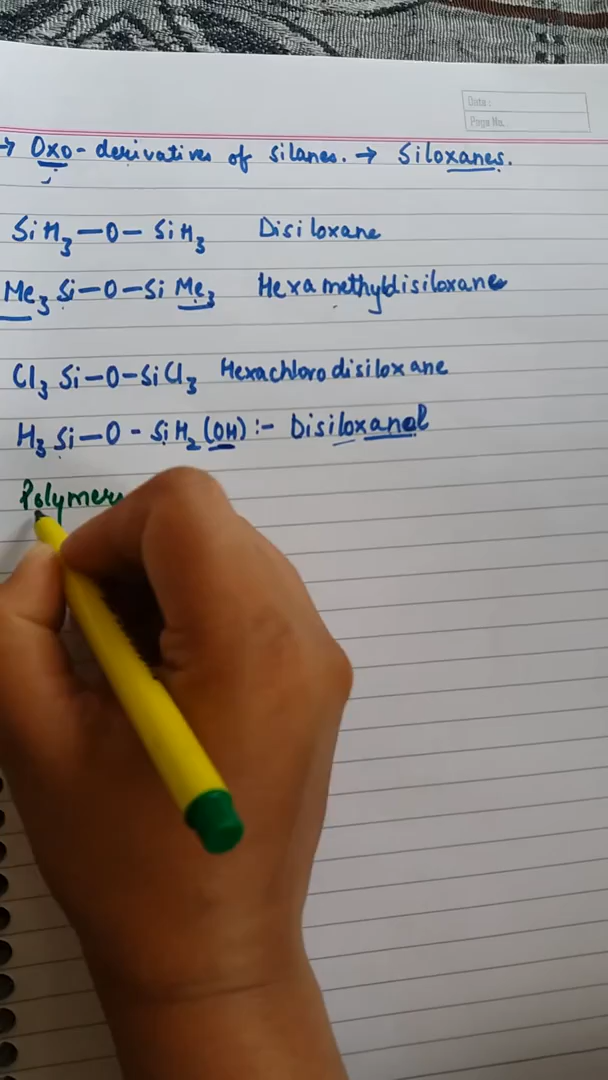 Date :
Page No. :
→ Oxo-derivatives of silanes. → Siloxanes.
SiH₃—O—SiH₃ Disiloxane
Me₃Si—O—SiMe₃ Hexamethyldisiloxane
Cl₃Si—O—SiCl₃ Hexachlorodisiloxane
H₃Si—O-SiH₂(OH) :- Disiloxanol
Polymer